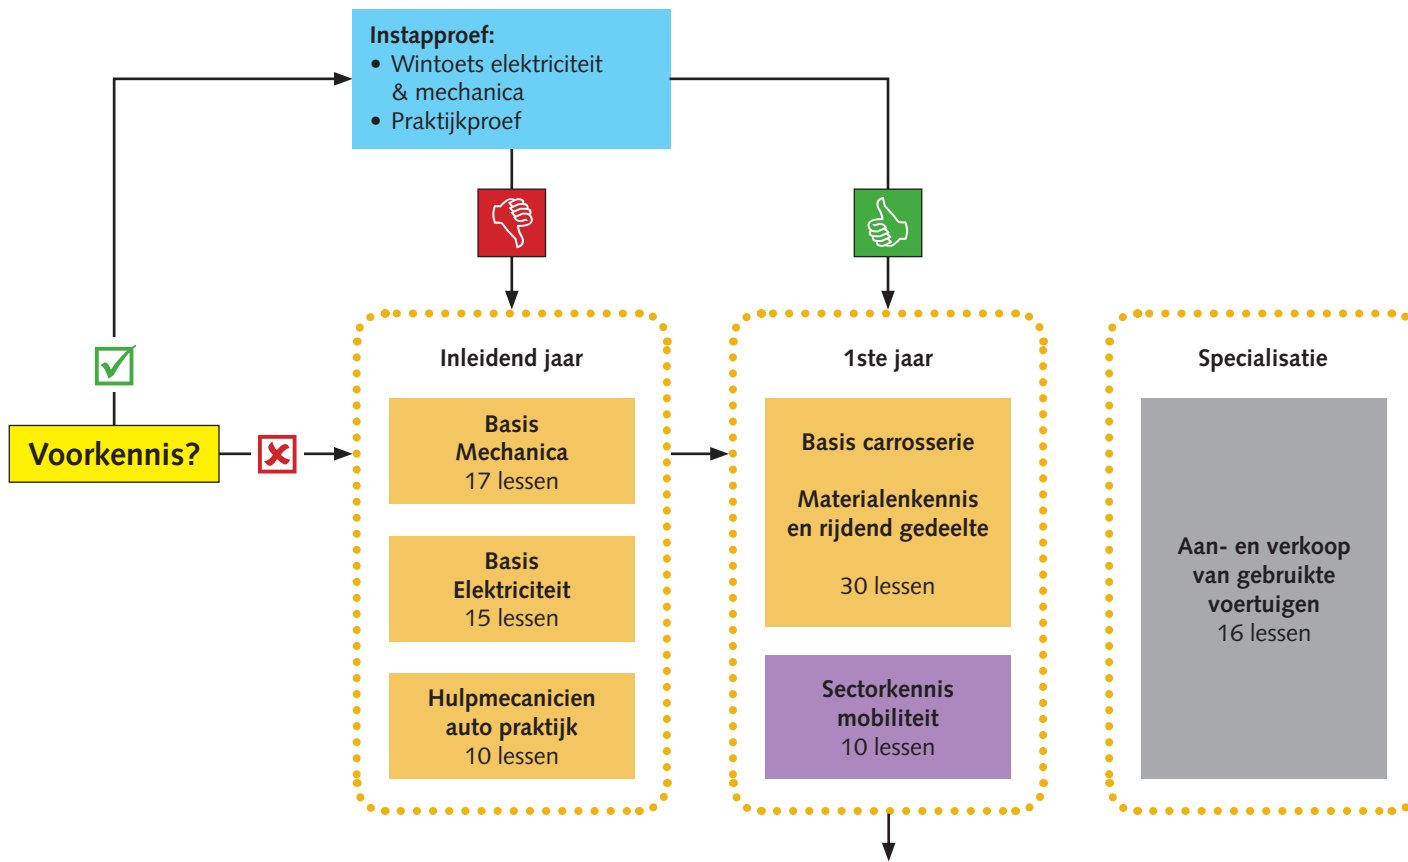 Instapproef:
• Wintoets elektriciteit
& mechanica
• Praktijkproef
Voorkennis?
Inleidend jaar
Basis
Mechanica
17 lessen
Basis
Elektriciteit
15 lessen
Hulpmecanicien
auto praktijk
10 lessen
1ste jaar
Basis carrosserie
Materialenkennis
en rijdend gedeelte
30 lessen
Sectorkennis
mobiliteit
10 lessen
Specialisatie
Aan- en verkoop
van gebruikte
voertuigen
16 lessen